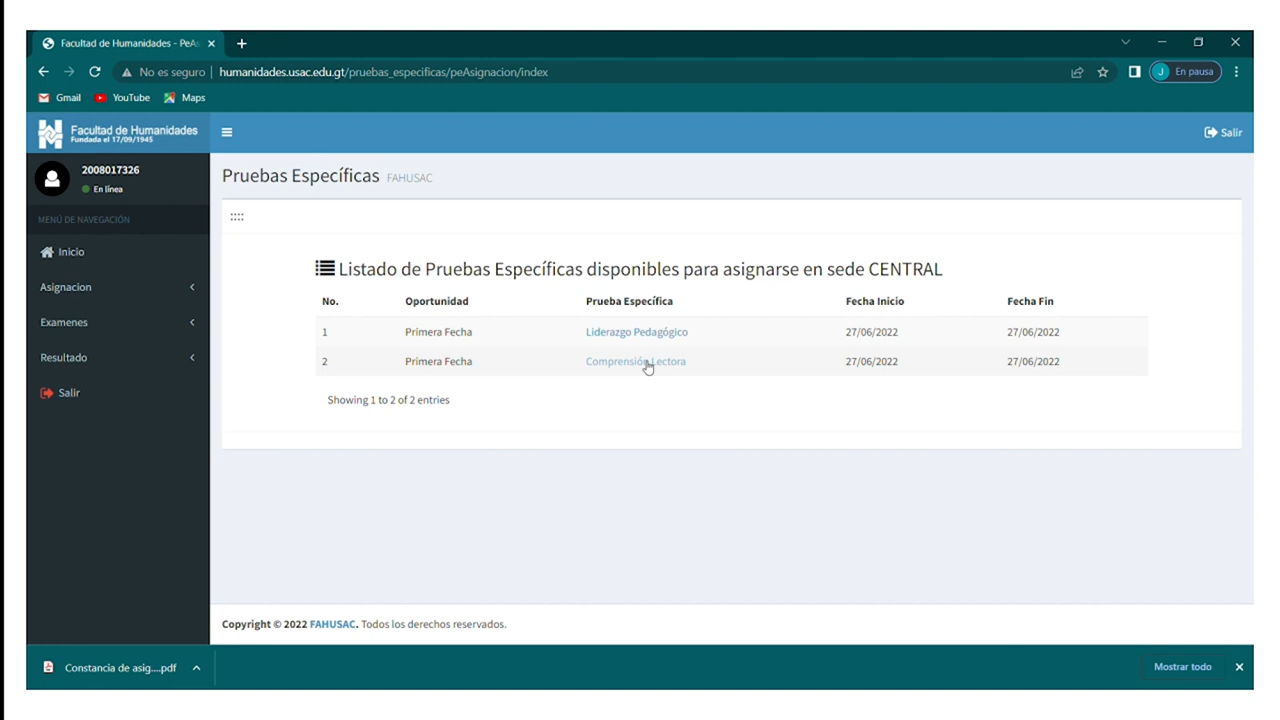 Facultad de Humanidades - PeAs
No es seguro | humanidades.usac.edu.gt/pruebas_especificas/peAsignacion/index
J En pausa
Gmail YouTube Maps
Facultad de Humanidades
Fundada el 17/09/1945
Salir
2008017326
En línea
MENÚ DE NAVEGACIÓN
Inicio
Asignacion
Examenes
Resultado
Salir
Pruebas Específicas FAHUSAC
::::
Listado de Pruebas Específicas disponibles para asignarse en sede CENTRAL
No. Oportunidad Prueba Específica Fecha Inicio Fecha Fin
1 Primera Fecha Liderazgo Pedagógico 27/06/2022 27/06/2022
2 Primera Fecha Comprensión Lectora 27/06/2022 27/06/2022
Showing 1 to 2 of 2 entries
Copyright © 2022 FAHUSAC. Todos los derechos reservados.
Constancia de asig....pdf
Mostrar todo